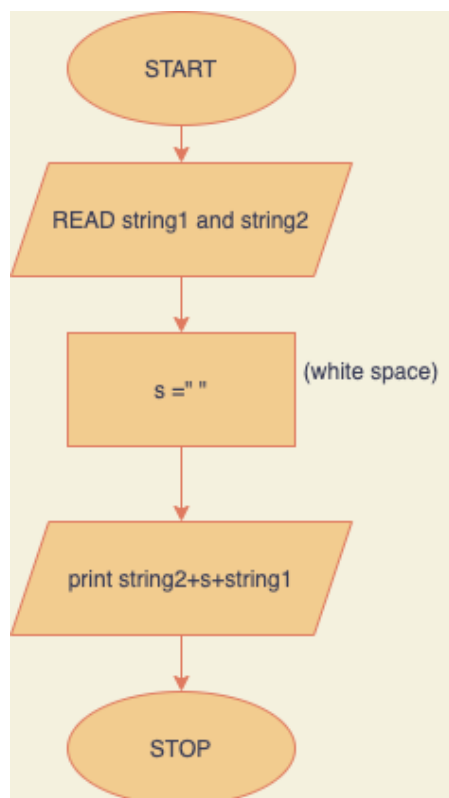 START
READ string1 and string2
s =" "
(white space)
print string2+s+string1
STOP